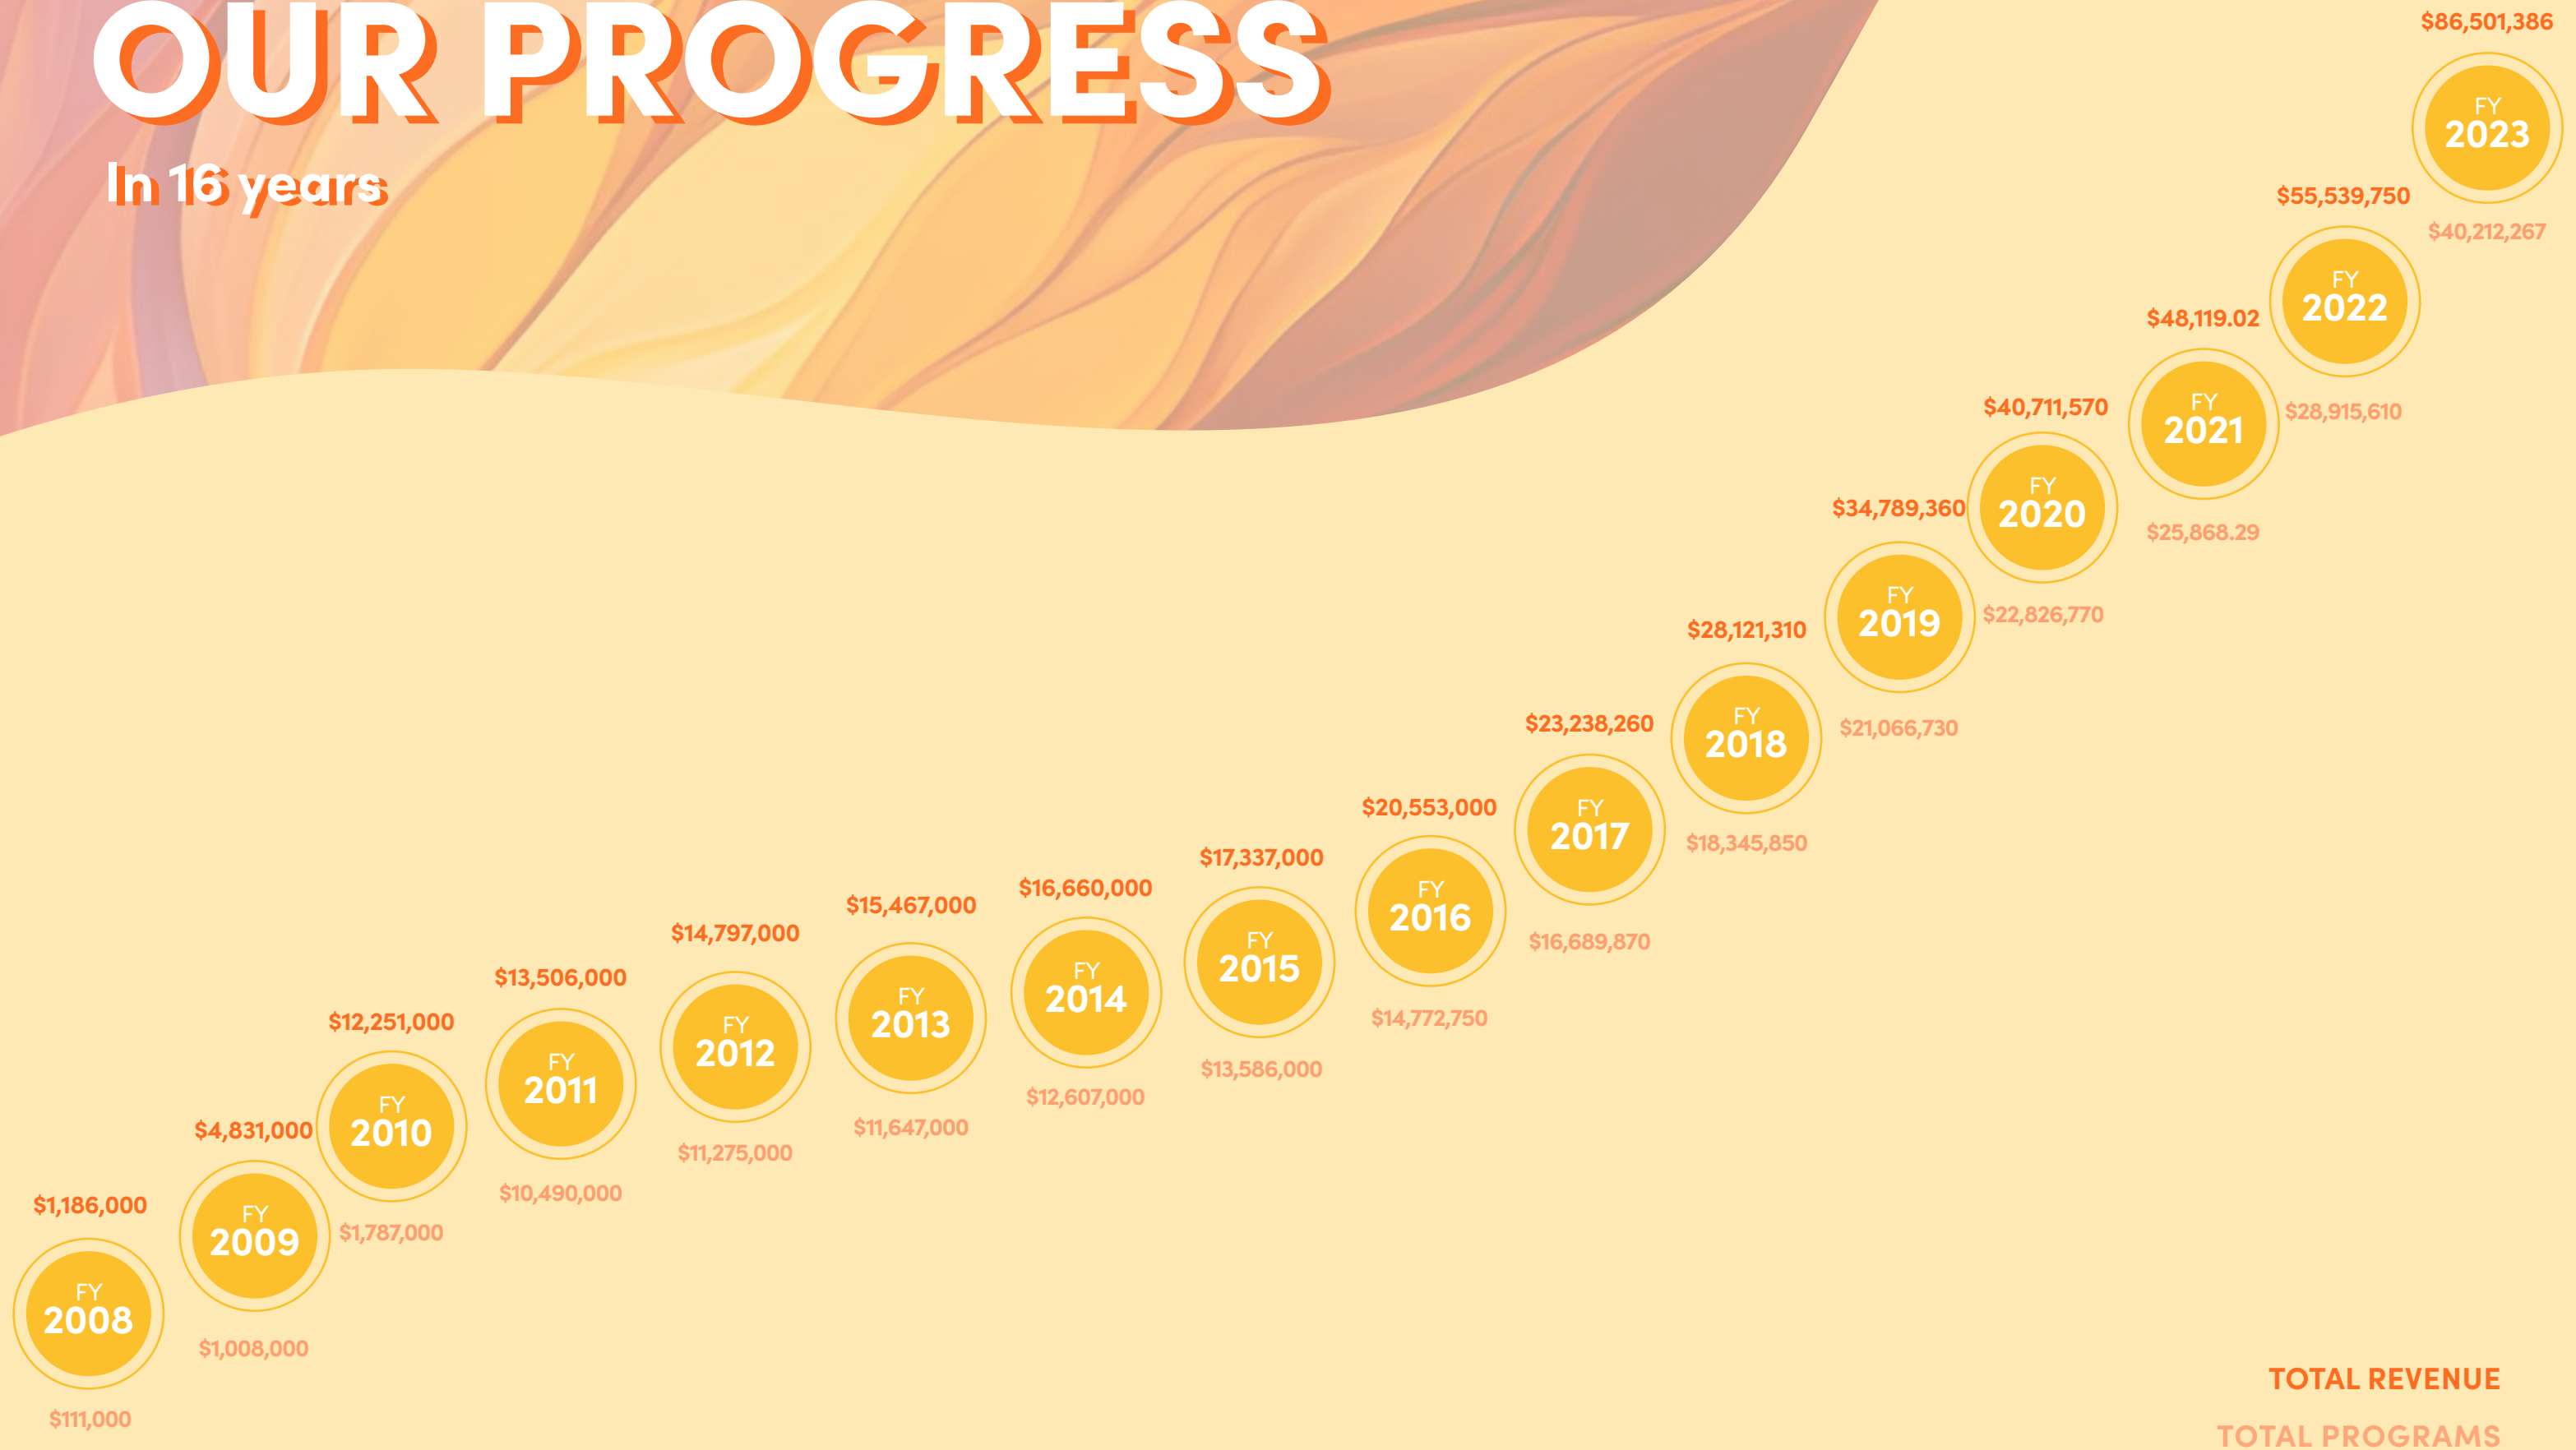 OUR PROGRESS
In 16 years
$86,501,386
FY
2023
$40,212,267
$55,539,750
FY
2022
$28,915,610
$48,119.02
FY
2021
$25,868.29
$40,711,570
FY
2020
$22,826,770
$34,789,360
FY
2019
$21,066,730
$28,121,310
FY
2018
$18,345,850
$23,238,260
FY
2017
$16,689,870
$20,553,000
FY
2016
$14,772,750
$17,337,000
FY
2015
$13,586,000
$16,660,000
FY
2014
$12,607,000
$15,467,000
FY
2013
$11,647,000
$14,797,000
FY
2012
$11,275,000
$13,506,000
FY
2011
$10,490,000
$12,251,000
FY
2010
$1,787,000
$4,831,000
FY
2009
$1,008,000
$1,186,000
FY
2008
$111,000
TOTAL REVENUE
TOTAL PROGRAMS